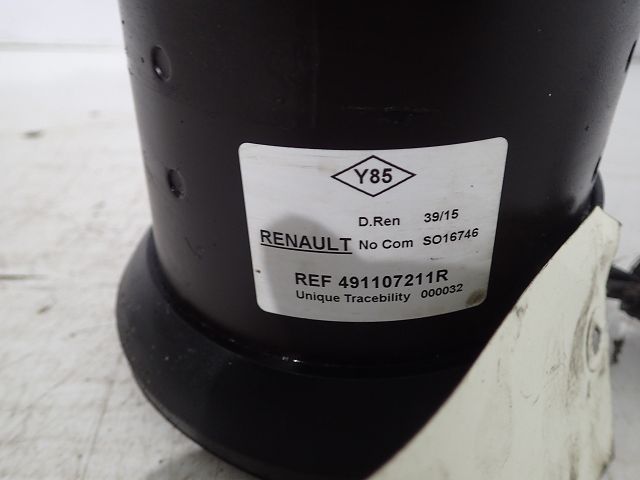 Y85
D.Ren 39/15
RENAULT No Com SO16746
REF 491107211R
Unique Tracebility 000032